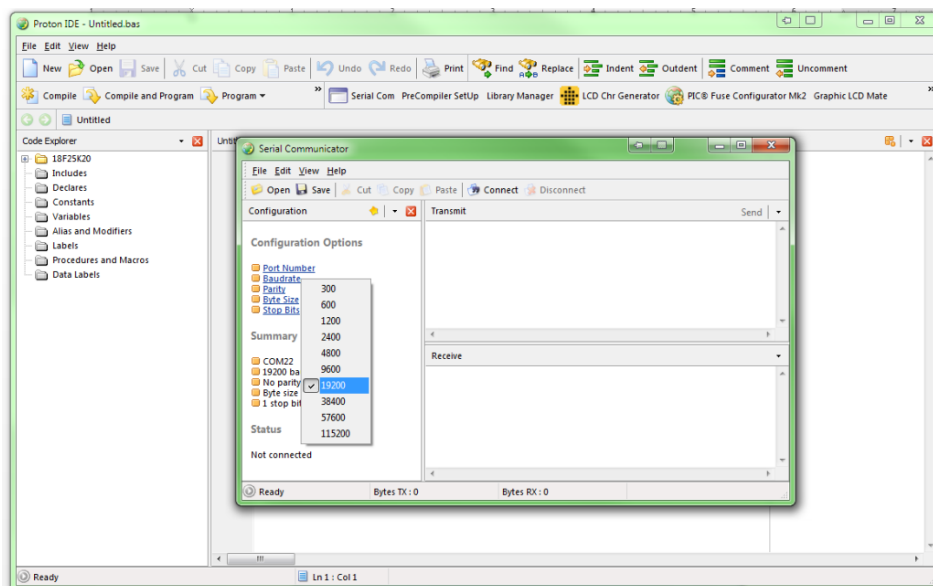 Proton IDE - Untitled.bas
File Edit View Help
New Open Save Cut Copy Paste Undo Redo Print Find Replace Indent Outdent Comment Uncomment
Compile Compile and Program Program » Serial Com PreCompiler SetUp Library Manager LCD Chr Generator PIC® Fuse Configurator Mk2 Graphic LCD Mate »
Untitled
Code Explorer
18F25K20
Includes
Declares
Constants
Variables
Alias and Modifiers
Labels
Procedures and Macros
Data Labels
Serial Communicator
File Edit View Help
Open Save Cut Copy Paste Connect Disconnect
Configuration
Configuration Options
Port Number
Baudrate
Parity
Byte Size
Stop Bits
300
600
1200
2400
4800
9600
19200
38400
57600
115200
Summary
COM22
19200 ba
No parity
Byte size
1 stop bit
Status
Not connected
Transmit Send
Receive
Ready Bytes TX : 0 Bytes RX : 0
Ready Ln 1 : Col 1